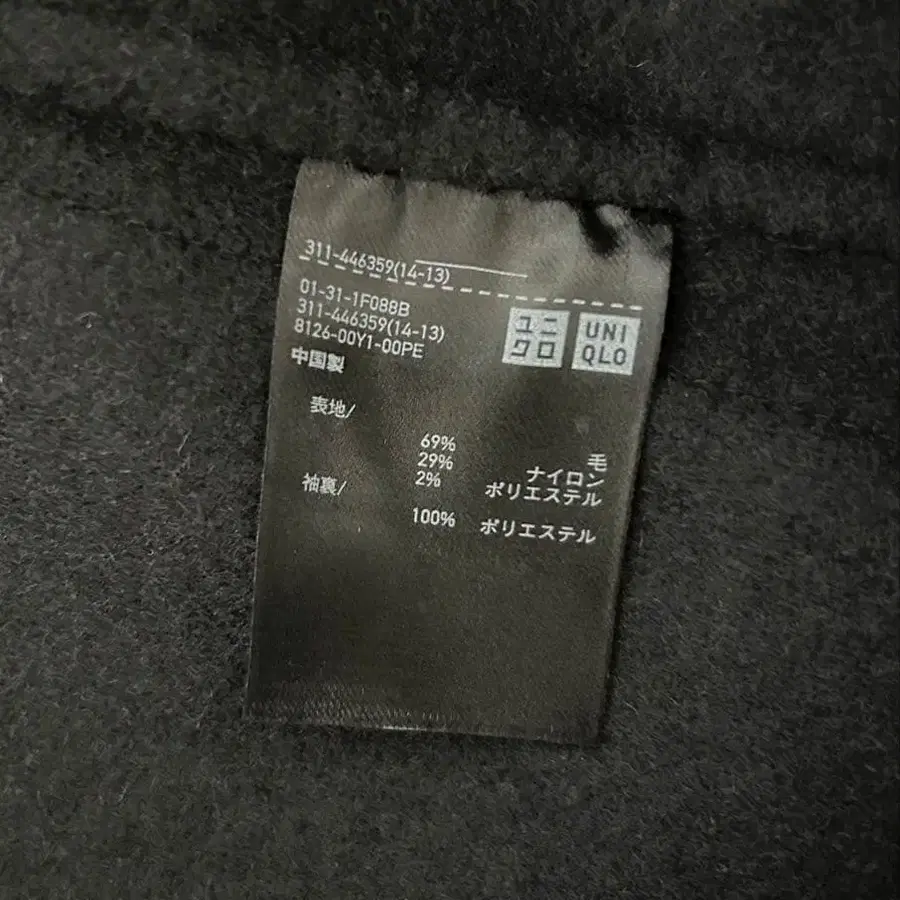 311-446359(14-13)
01-31-1F088B
311-446359(14-13)
8126-00Y1-00PE
中国製
ユニ
クロ
UNI
QLO
表地/
69% 毛
29% ナイロン
2% ポリエステル
袖裏/
100% ポリエステル